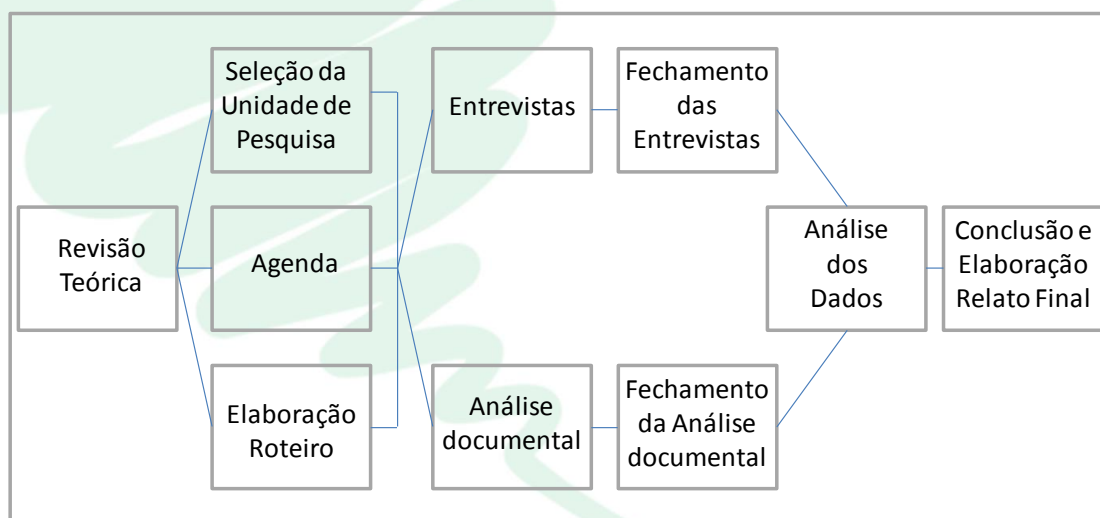 Revisão
Teórica
Seleção da
Unidade de
Pesquisa
Agenda
Elaboração
Roteiro
Entrevistas
Fechamento
das
Entrevistas
Análise
documental
Fechamento
da Análise
documental
Análise
dos
Dados
Conclusão e
Elaboração
Relato Final